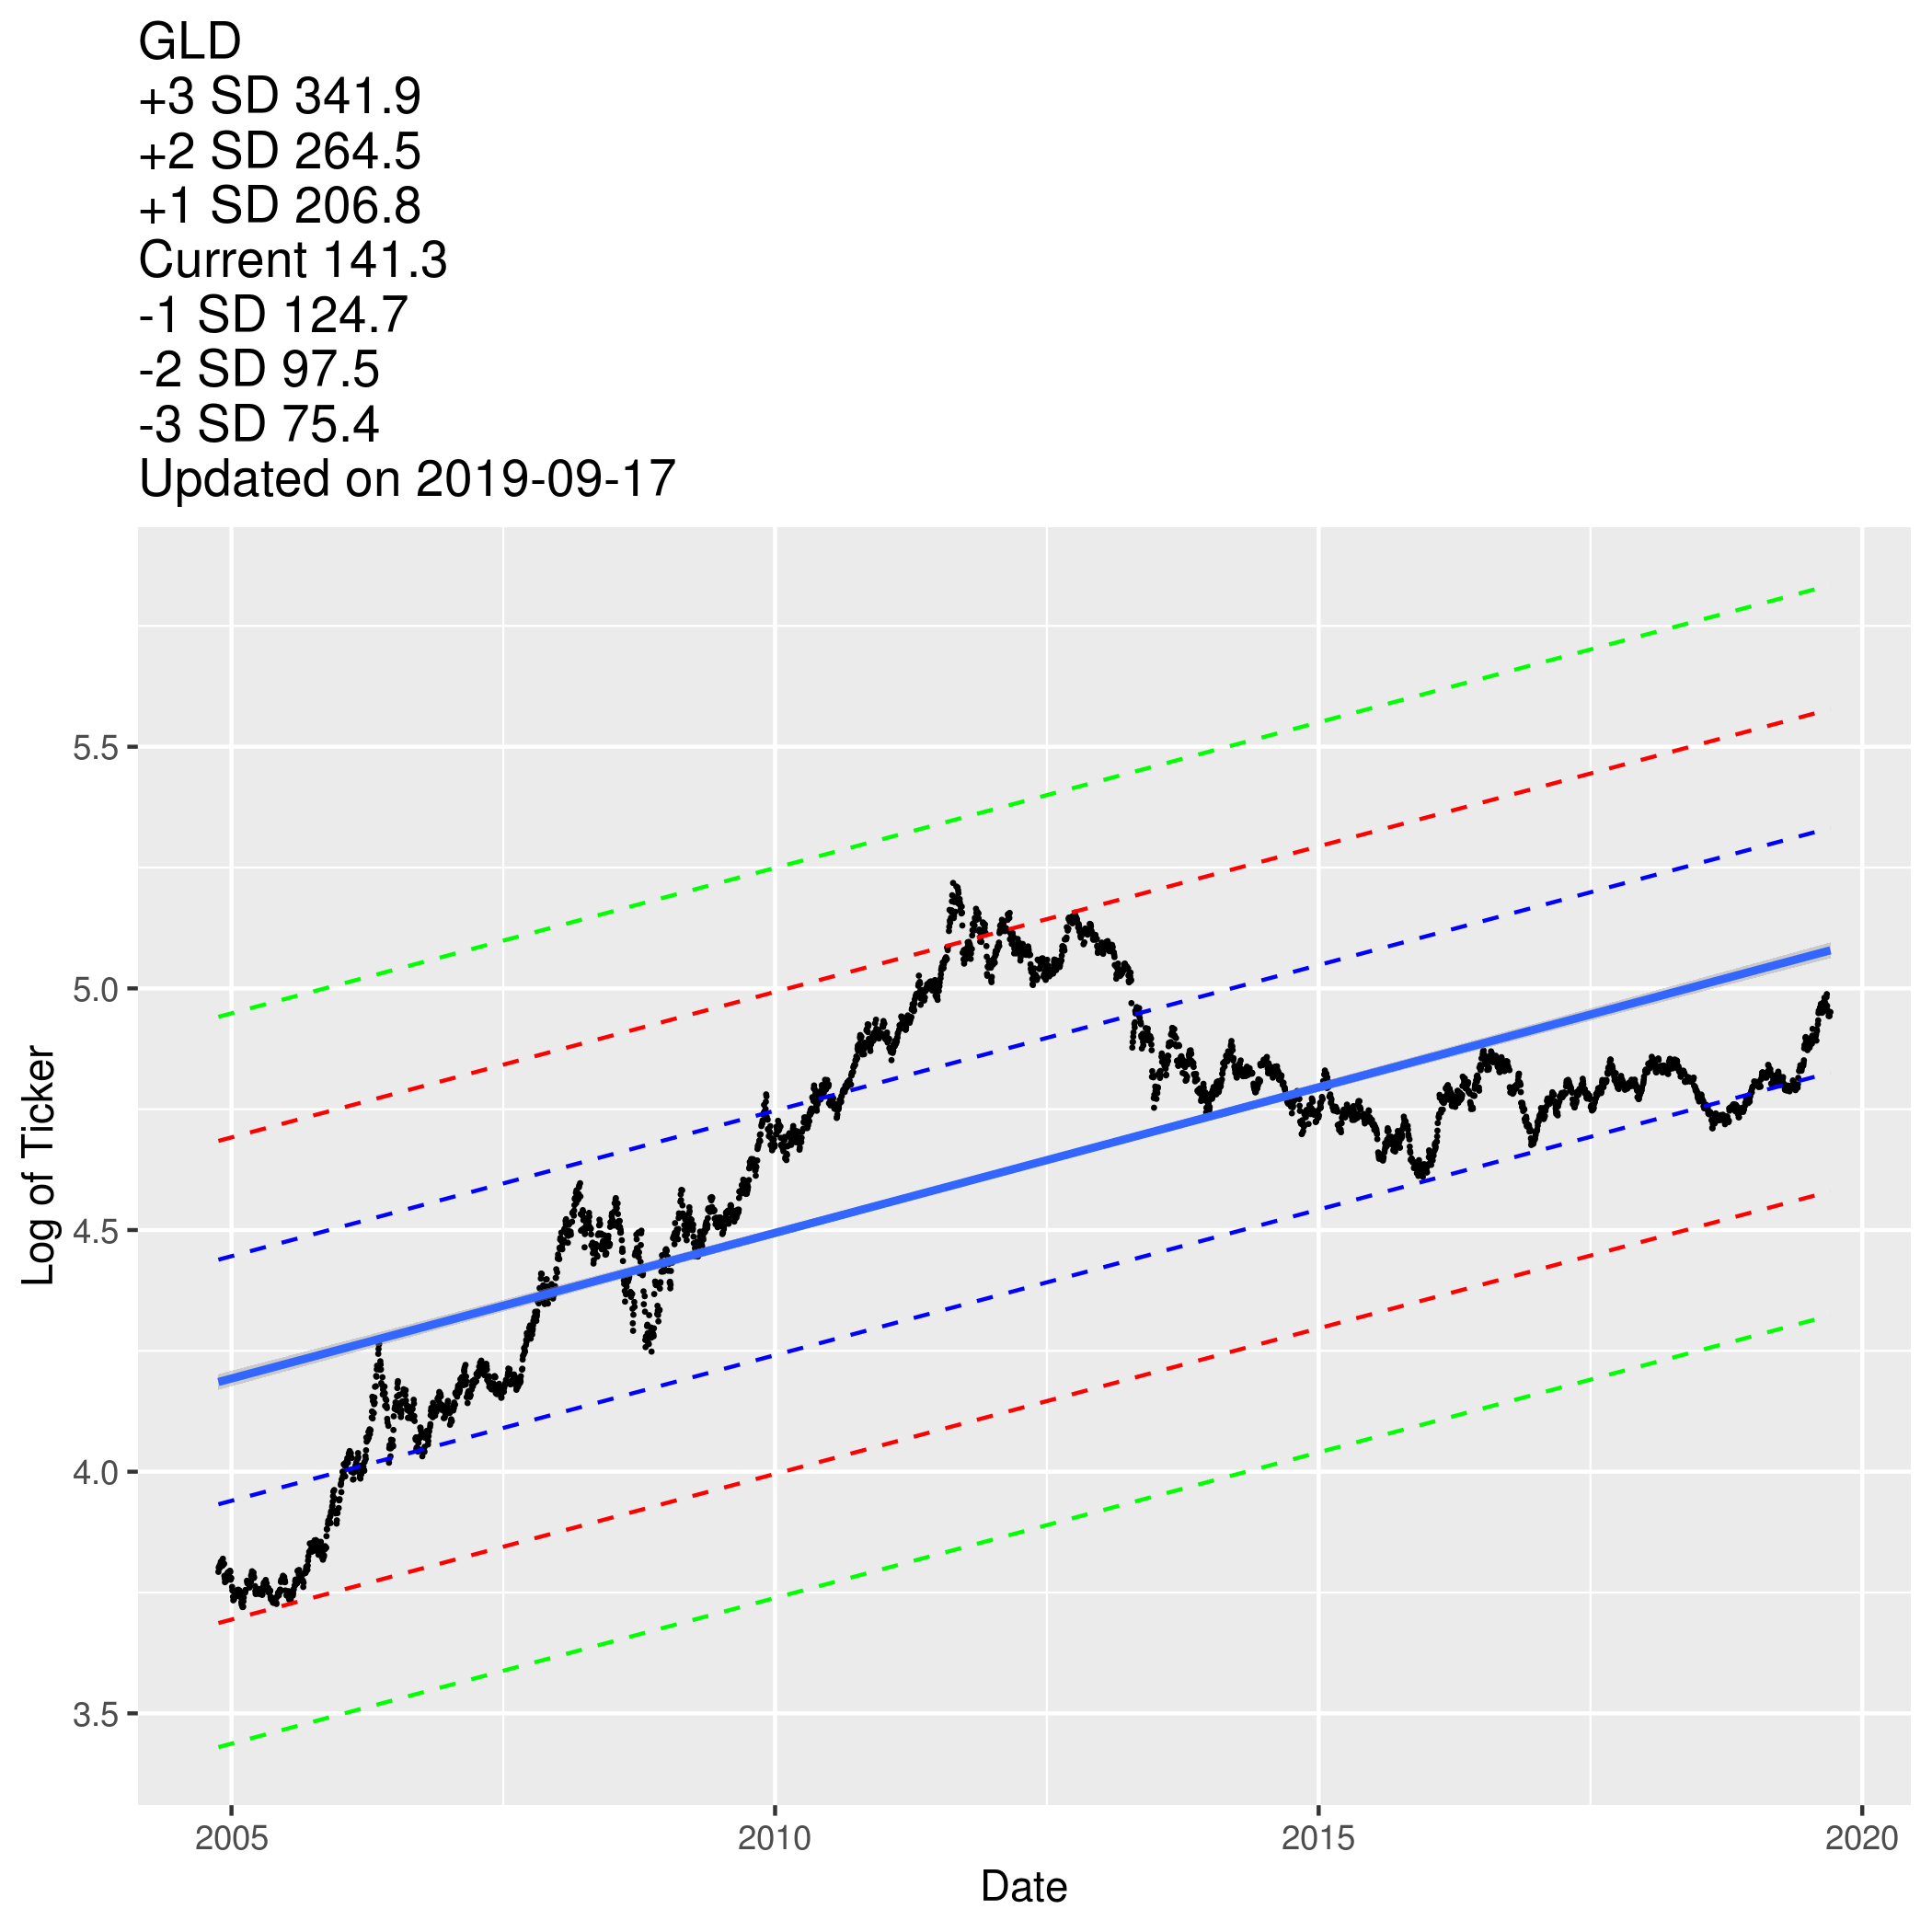 GLD
+3 SD 341.9
+2 SD 264.5
+1 SD 206.8
Current 141.3
-1 SD 124.7
-2 SD 97.5
-3 SD 75.4
Updated on 2019-09-17
5.5
5.0
4.5
4.0
3.5
Log of Ticker
2005 2010 2015 2020
Date